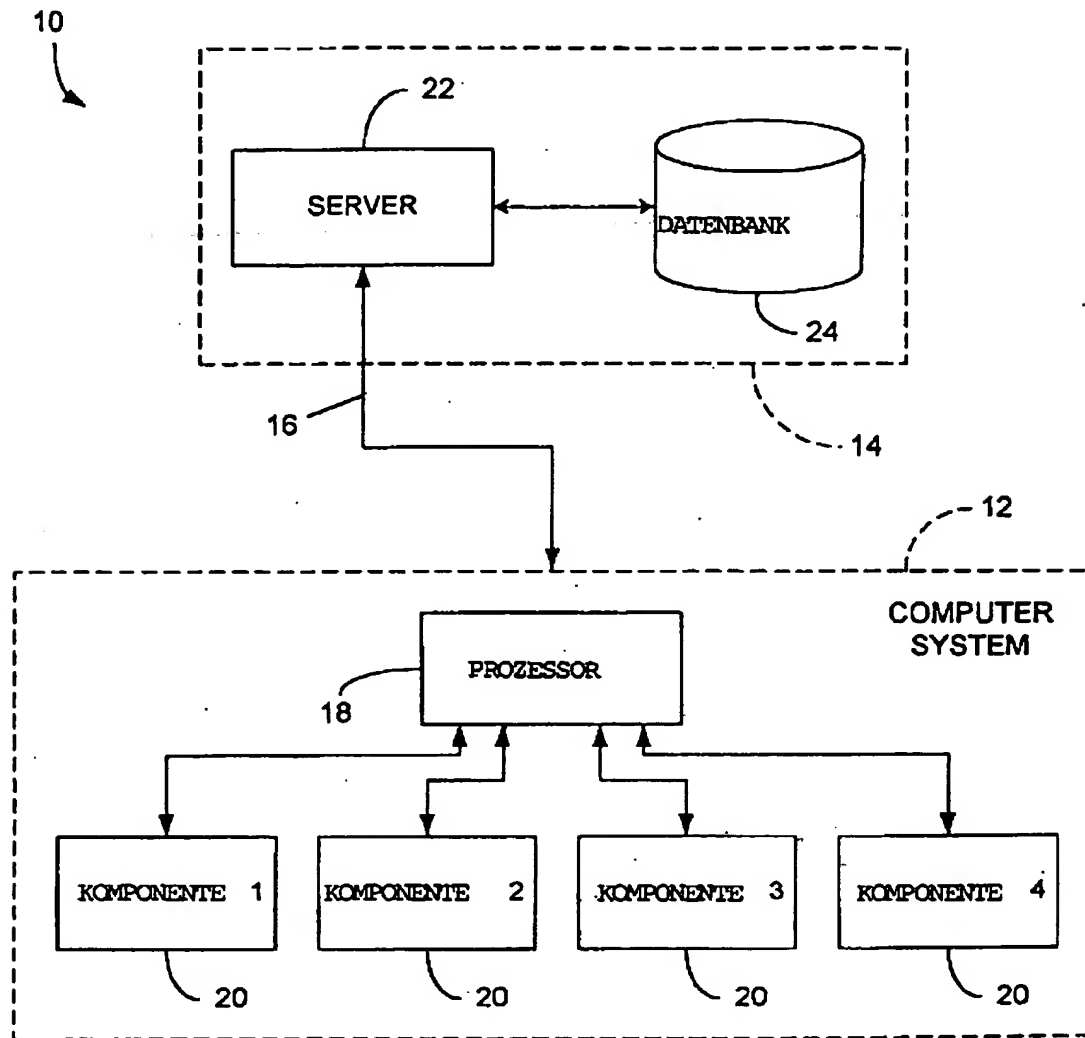 10
22
SERVER
DATENBANK
24
16
14
12
COMPUTER
SYSTEM
PROZESSOR
18
KOMPONENTE 1
KOMPONENTE 2
KOMPONENTE 3
KOMPONENTE 4
20
20
20
20